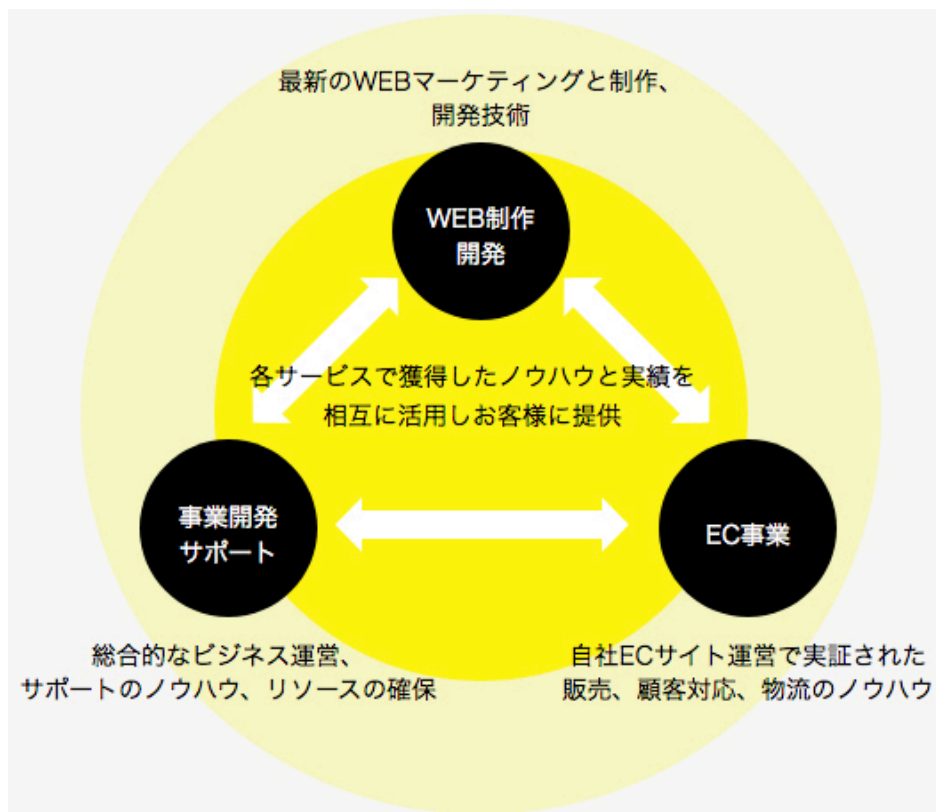 最新のWEBマーケティングと制作、
開発技術
WEB制作
開発
各サービスで獲得したノウハウと実績を
相互に活用しお客様に提供
事業開発
サポート
EC事業
総合的なビジネス運営、
サポートのノウハウ、リソースの確保
自社ECサイト運営で実証された
販売、顧客対応、物流のノウハウ